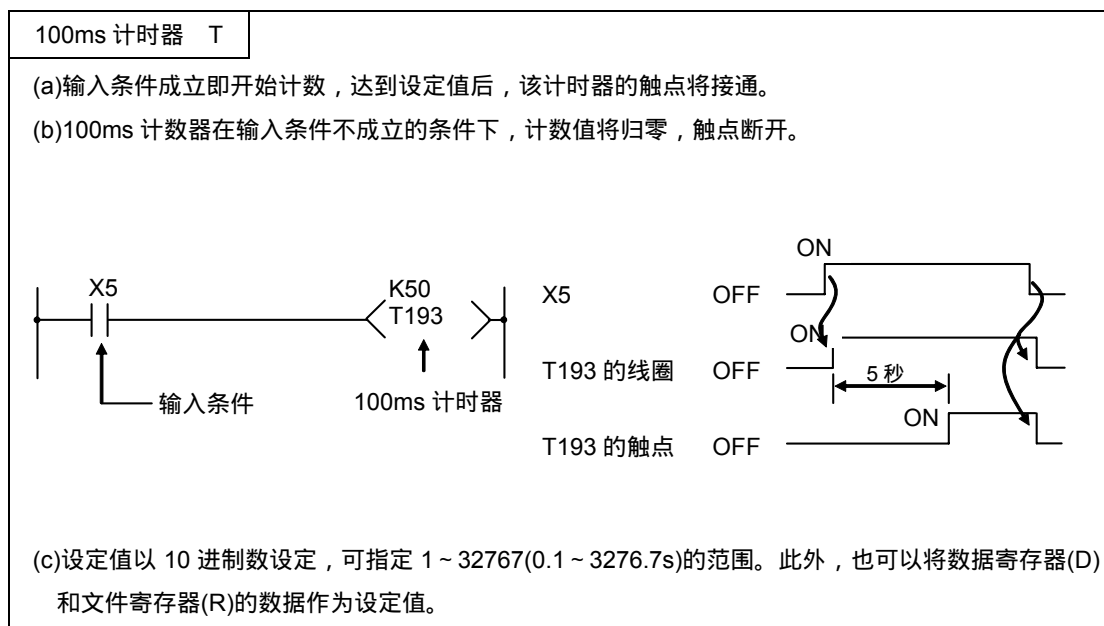 100ms 计时器 T
(a)输入条件成立即开始计数，达到设定值后，该计时器的触点将接通。
(b)100ms 计数器在输入条件不成立的条件下，计数值将归零，触点断开。
X5
K50
T193
输入条件
100ms 计时器
ON
X5 OFF
ON
T193 的线圈 OFF
5 秒
ON
T193 的触点 OFF
(c)设定值以 10 进制数设定，可指定 1～32767(0.1～3276.7s)的范围。此外，也可以将数据寄存器(D)
和文件寄存器(R)的数据作为设定值。